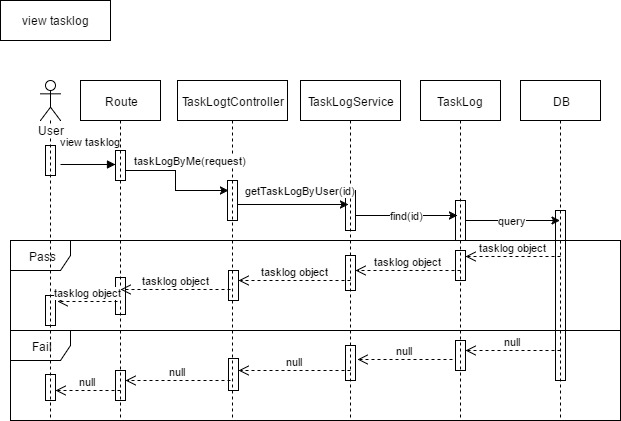 view tasklog
User
Route
TaskLogtController
TaskLogService
TaskLog
DB
view tasklog
taskLogByMe(request)
getTaskLogByUser(id)
find(id)
query
Pass
tasklog object
tasklog object
tasklog object
tasklog object
tasklog object
Fail
null
null
null
null
null